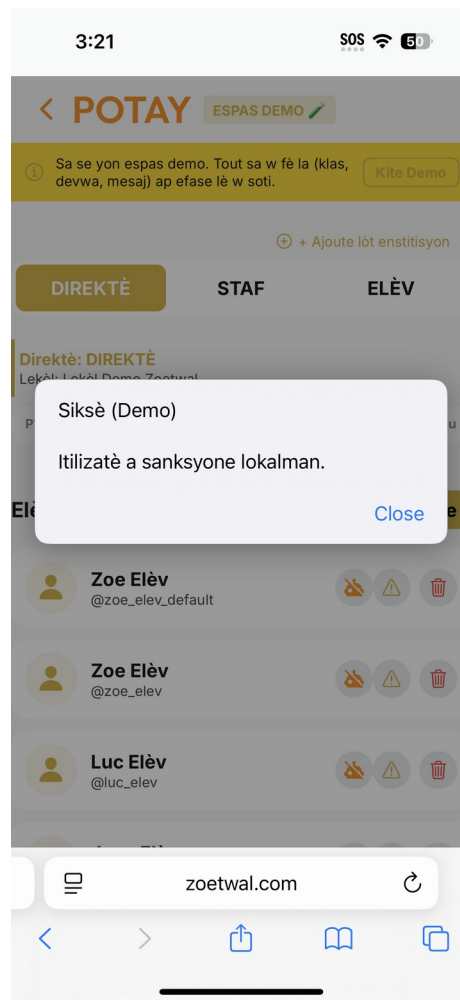 3:21
SOS
50
POTAY
ESPAS DEMO
Sa se yon espas demo. Tout sa w fè la (klas,
devwa, mesaj) ap efase lè w soti.
Kite Demo
+ Ajoute lòt enstitisyon
DIREKTÈ
STAF
ELÈV
Direktè: DIREKTÈ
Lekòl: Lekòl Demo Zoetwal
Siksè (Demo)
Itilizatè a sanksyone lokalman.
Close
Zoe Elèv
@zoe_elev_default
Zoe Elèv
@zoe_elev
Luc Elèv
@luc_elev
zoetwal.com